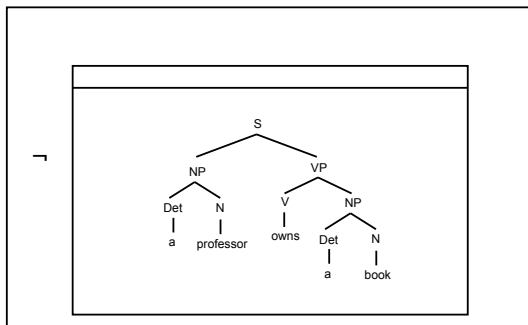 S
NP VP
¬
Det N V NP
a professor owns Det N
a book